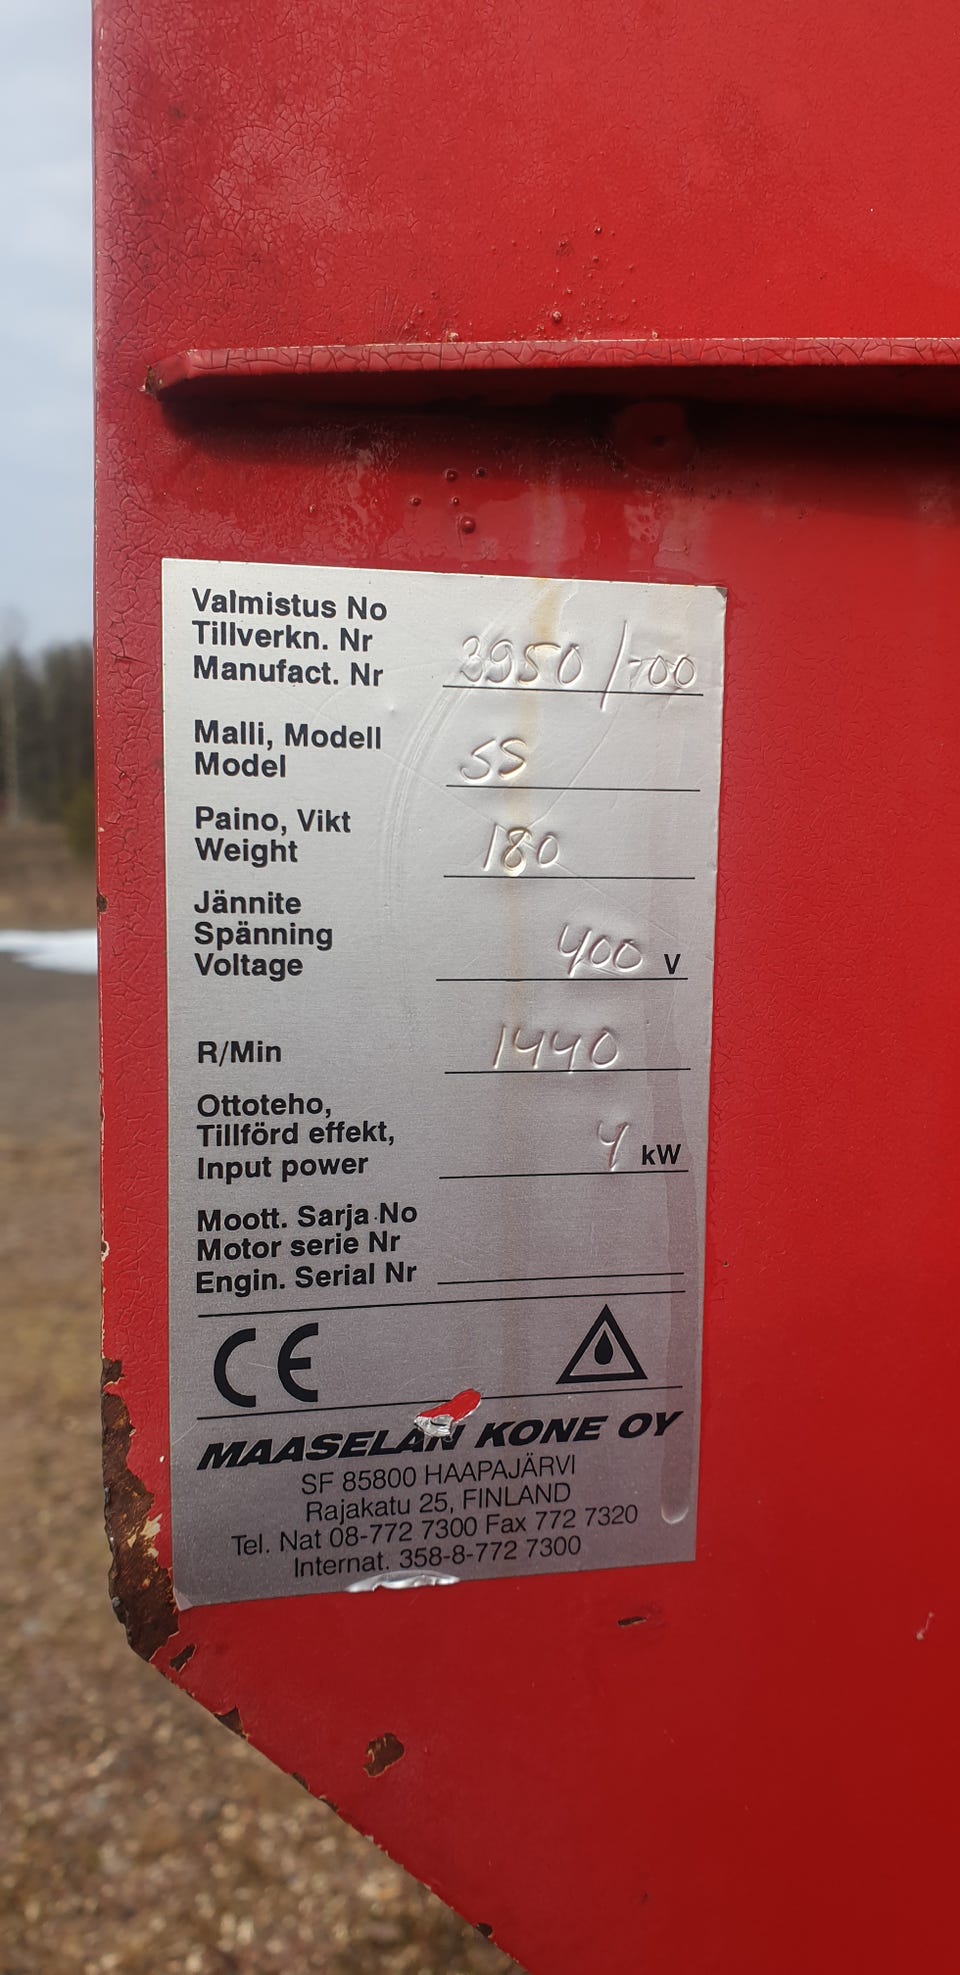 Valmistus No
Tillverkn. Nr
Manufact. Nr 3950/700
Malli, Modell
Model SS
Paino, Vikt
Weight 180
Jännite
Spänning
Voltage 400 V
R/Min 1440
Ottoteho,
Tillförd effekt,
Input power 4 kW
Moott. Sarja No
Motor serie Nr
Engin. Serial Nr
CE
MAASELÄN KONE OY
SF 85800 HAAPAJÄRVI
Rajakatu 25, FINLAND
Tel. Nat 08-772 7300 Fax 772 7320
Internat. 358-8-772 7300